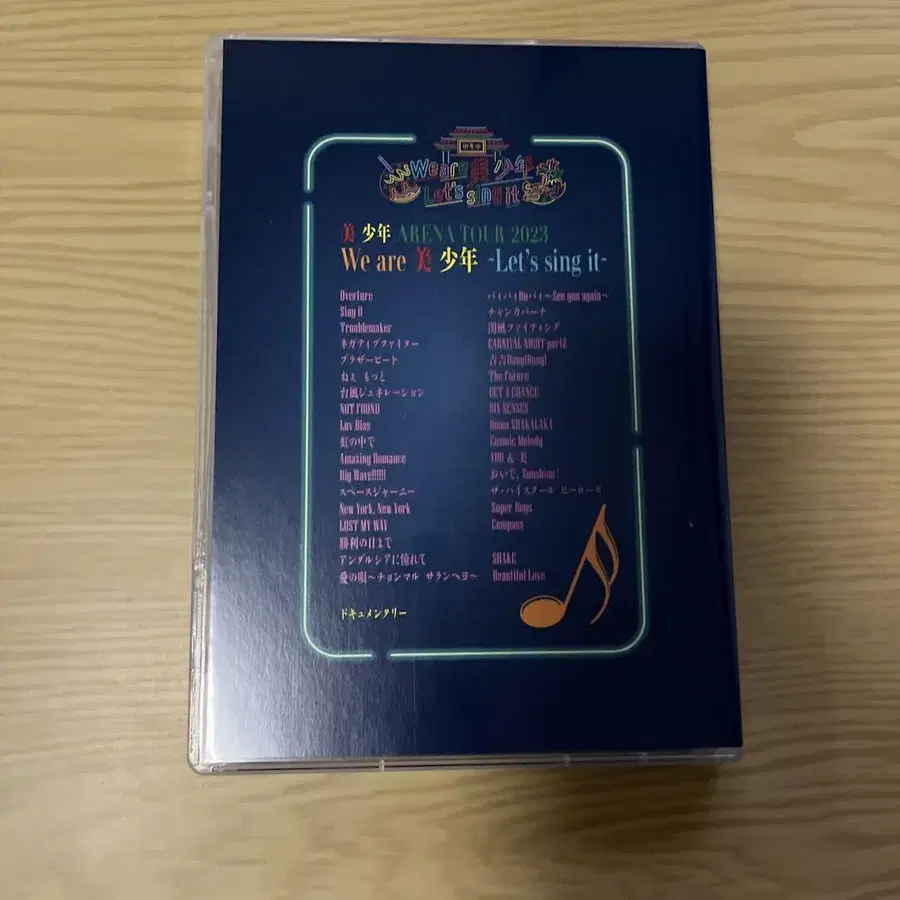 We are 美 少年
Let's sing it
美 少年 ARENA TOUR 2023
We are 美 少年 -Let's sing it-
Overture
Sing it
Troublemaker
ネガティブファイター
ブラザービート
ねぇ もっと
台風ジェネレーション
NOT FOUND
Luv Bias
虹の中で
Amazing Romance
Big Wave!!!!!!
スペースジャーニー
New York, New York
LOST MY WAY
勝利の日まで
アンダルシアに憧れて
愛の唄〜チョンマル サランヘヨ〜
ドキュメンタリー
バイバイDuバイ〜See you again〜
チャンカパーナ
闇風ファイティング
CARNIVAL NIGHT part2
The Future
GET A CHANCE
SIX SENSES
Boom SHAKALAKA
Cosmic Melody
YOU & 美
おいで、Sunshine!
ザ・ハイスクール ヒーローズ
Super Boys
Compass
SHAKE
Beautiful Love